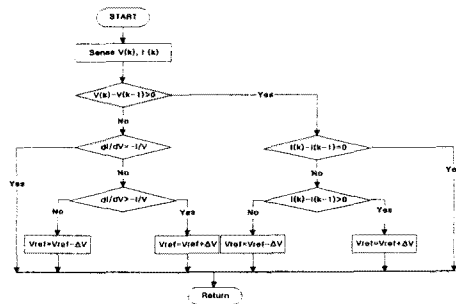 START
Sense V(k), I (k)
V(k)-V(k-1)>0
Yes
No
dI/dV= -I/V
I(k)-I(k-1)=0
Yes
No
No
Yes
dI/dV>-I/V
I(k)-I(k-1)>0
No
Yes
No
Yes
Vref=Vref-ΔV
Vref=Vref+ΔV
Vref=Vref-ΔV
Vref=Vref+ΔV
Return